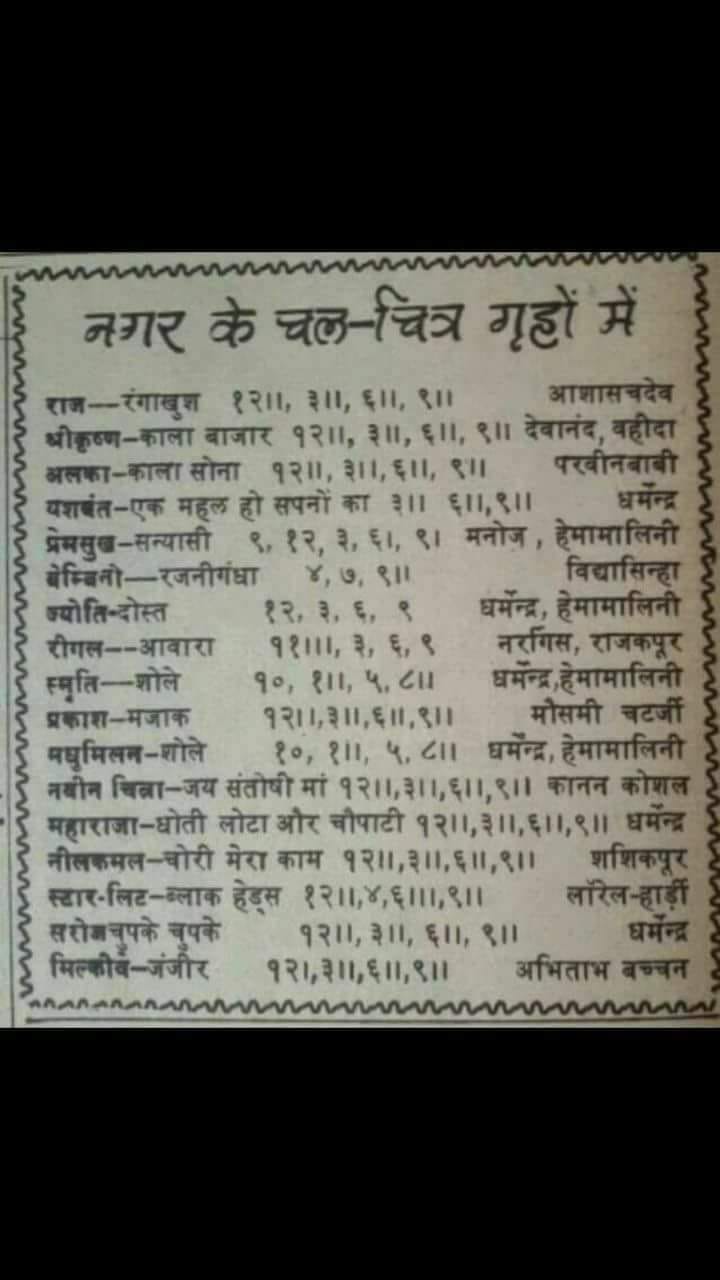 नगर के चल-चित्र गृहों में
राज--रंगाखुश १२॥, ३॥, ६॥, ९॥ आशासचदेव
श्रीकृष्ण-काला बाजार १२॥, ३॥, ६॥, ९॥ देवानंद, वहीदा
अलका-काला सोना १२॥, ३॥, ६॥, ९॥ परवीनबाबी
यशवंत-एक महल हो सपनों का ३॥ ६॥, ९॥ धर्मेन्द्र
प्रेमसुख-सन्यासी ९, १२, ३, ६।, ९। मनोज , हेमामालिनी
बेम्बिनो--रजनीगंधा ४, ७, ९॥ विद्यासिन्हा
ज्योति-दोस्त १२, ३, ६, ९ धर्मेन्द्र, हेमामालिनी
रीगल--आवारा ११॥।, ३, ६, ९ नरगिस, राजकपूर
स्मृति--शोले १०, १॥, ५, ८॥ धर्मेन्द्र,हेमामालिनी
प्रकाश-मजाक १२॥,३॥,६॥,९॥ मौसमी चटर्जी
मधुमिलन-शोले १०, १॥, ५, ८॥ धर्मेन्द्र, हेमामालिनी
नवीन चित्रा-जय संतोषी मां १२॥,३॥,६॥,९॥ कानन कोशल
महाराजा-धोती लोटा और चौपाटी १२॥,३॥,६॥,९॥ धर्मेन्द्र
नीलकमल-चोरी मेरा काम १२॥,३॥,६॥,९॥ शशिकपूर
स्टार-लिट-ब्लाक हेड्स १२॥,४,६॥।,९॥ लॉरेल-हार्ड़ी
सरोज चुपके चुपके १२॥, ३॥, ६॥, ९॥ धर्मेन्द्र
-जंजीर १२।,३॥,६॥,९॥ अभिताभ बच्चन